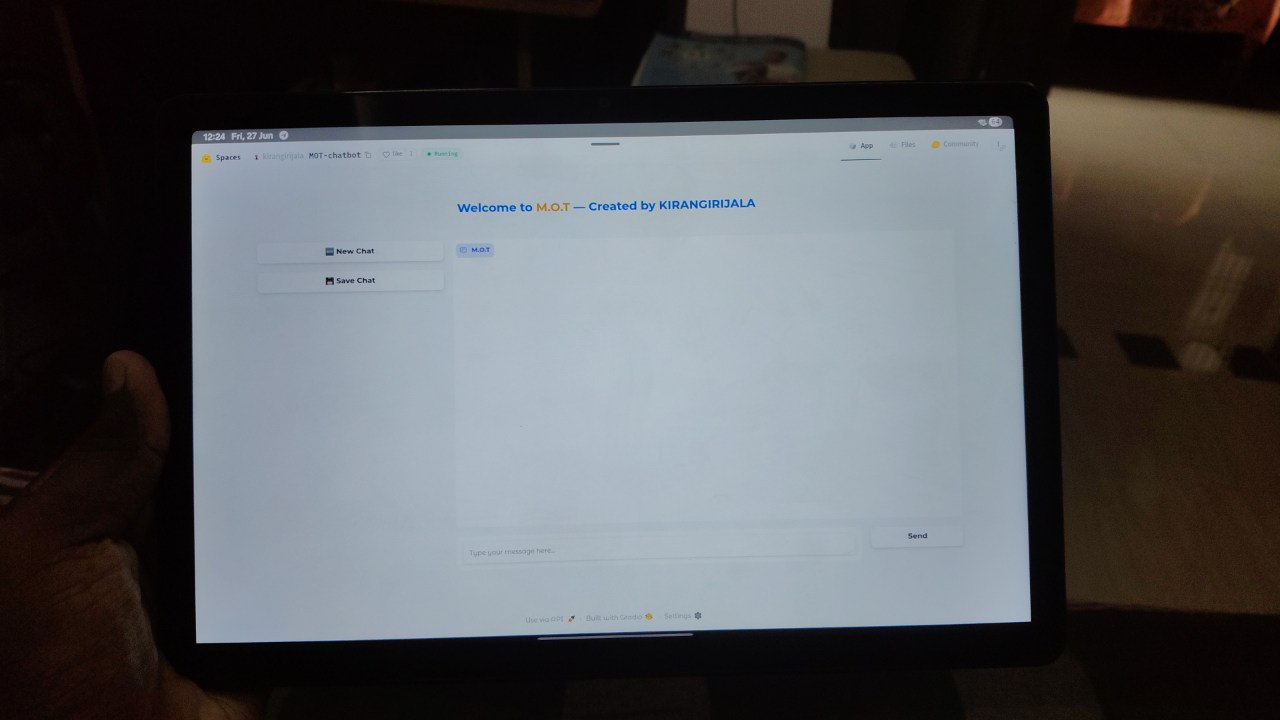 12:24 Fri, 27 Jun
84
Spaces kirangirijala MOT-chatbot like 1 Running
App Files Community
Welcome to M.O.T — Created by KIRANGIRIJALA
New Chat
M.O.T
Save Chat
Type your message here..
Send
Use via API Built with Gradio Settings